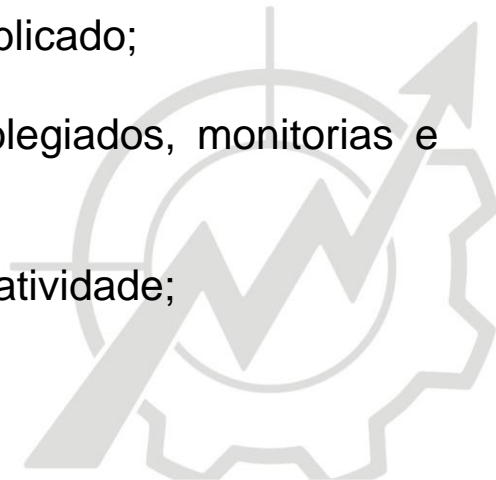 plicado;
olegiados, monitorias e
atividade;